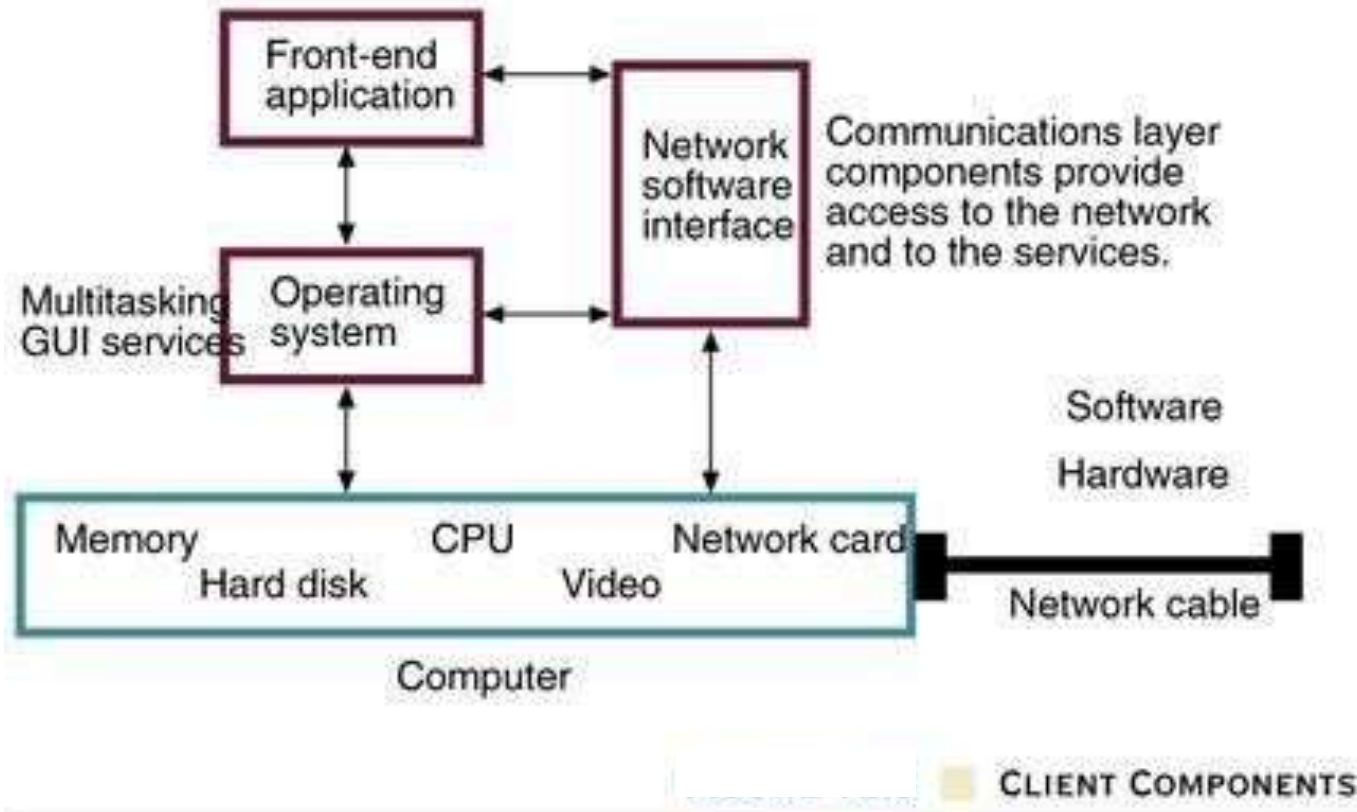 Front-end
application
Network
software
interface
Communications layer
components provide
access to the network
and to the services.
Multitasking
GUI services
Operating
system
Software
Hardware
Memory
CPU
Network card
Hard disk
Video
Network cable
Computer
CLIENT COMPONENTS